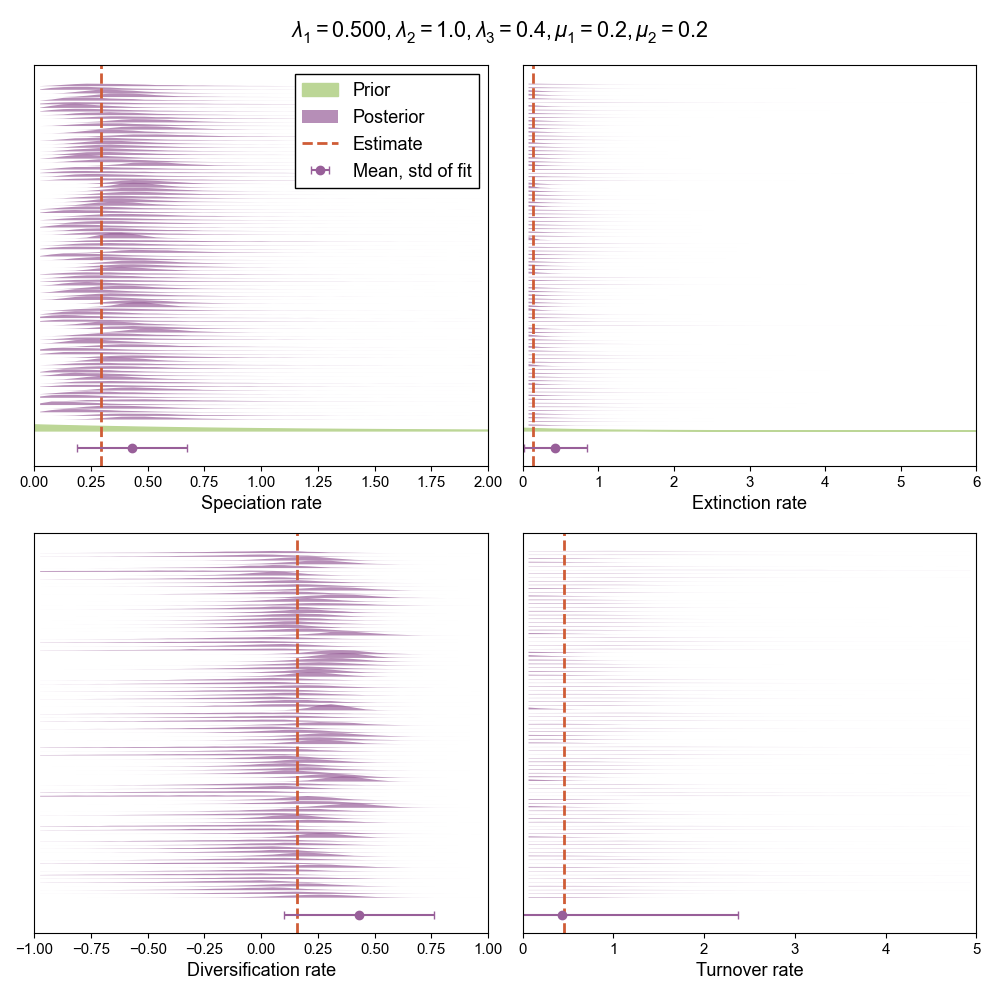 λ₁ = 0.500, λ₂ = 1.0, λ₃ = 0.4, μ₁ = 0.2, μ₂ = 0.2
Prior
Posterior
Estimate
Mean, std of fit
0.00 0.25 0.50 0.75 1.00 1.25 1.50 1.75 2.00
Speciation rate
0 1 2 3 4 5 6
Extinction rate
−1.00 −0.75 −0.50 −0.25 0.00 0.25 0.50 0.75 1.00
Diversification rate
0 1 2 3 4 5
Turnover rate